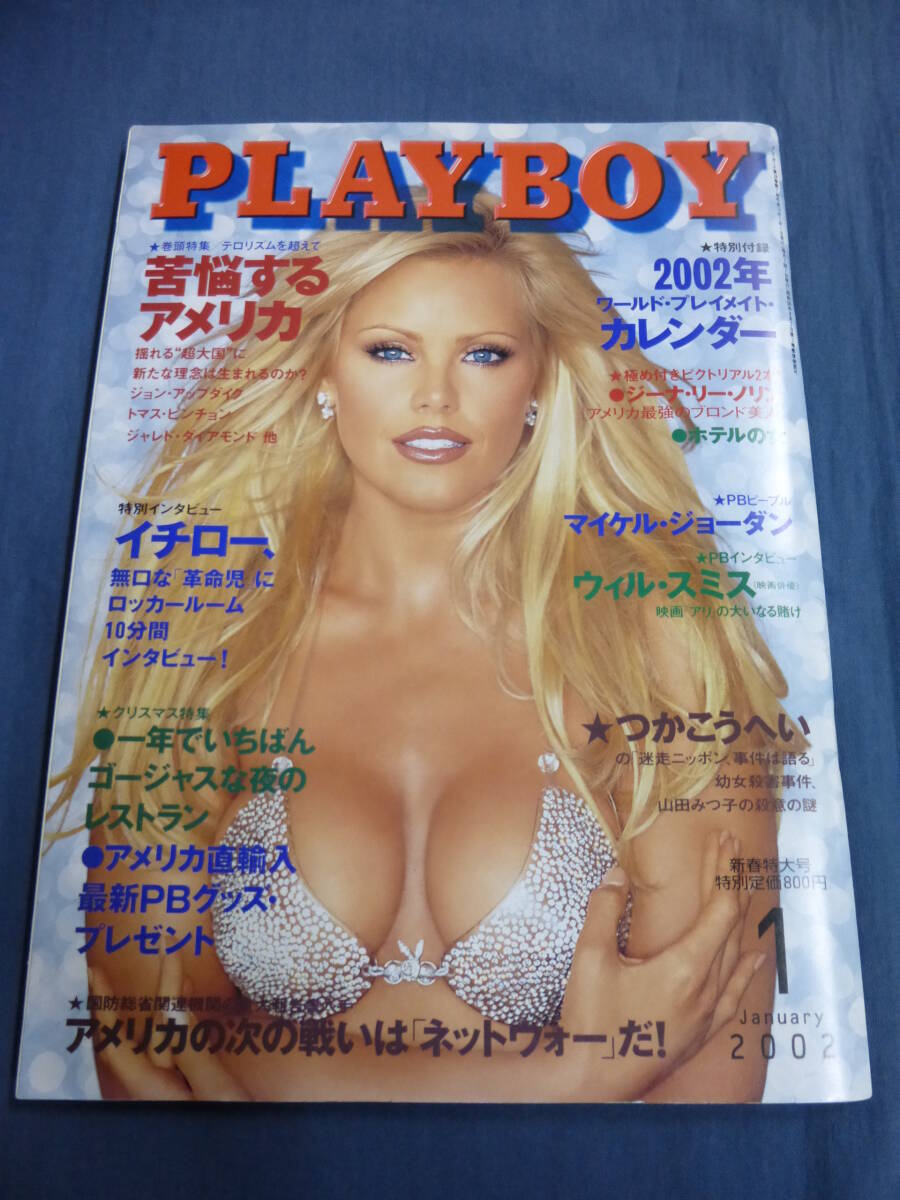 PLAYBOY
★巻頭特集 テロリズムを超えて
苦悩する
アメリカ
揺れる“超大国”に
新たな理念は生まれるのか?
ジョン・アップダイク
トマス・ピンチョン
ジャレド・ダイアモンド 他
特別インタビュー
イチロー、
無口な「革命児」に
ロッカールーム
10分間
インタビュー!
★クリスマス特集
●一年でいちばん
ゴージャスな夜の
レストラン
●アメリカ直輸入
最新PBグッズ・
プレゼント
★特別付録
2002年
ワールド・プレイメイト・
カレンダー
★極め付きピクトリアル2
●ジーナ・リー・ノリン
アメリカ最強のブロンド美
●ホテルの
★PBピープル
マイケル・ジョーダン
★PBインタビュー
ウィル・スミス(映画俳優)
映画「アリ」の大いなる賭け
★つかこうへい
の「迷走ニッポン、事件は語る」
幼女殺害事件、
山田みつ子の殺意の謎
新春特大号
特別定価800円
1
January
2002
★国防総省関連機関の
アメリカの次の戦いは「ネットウォー」だ!